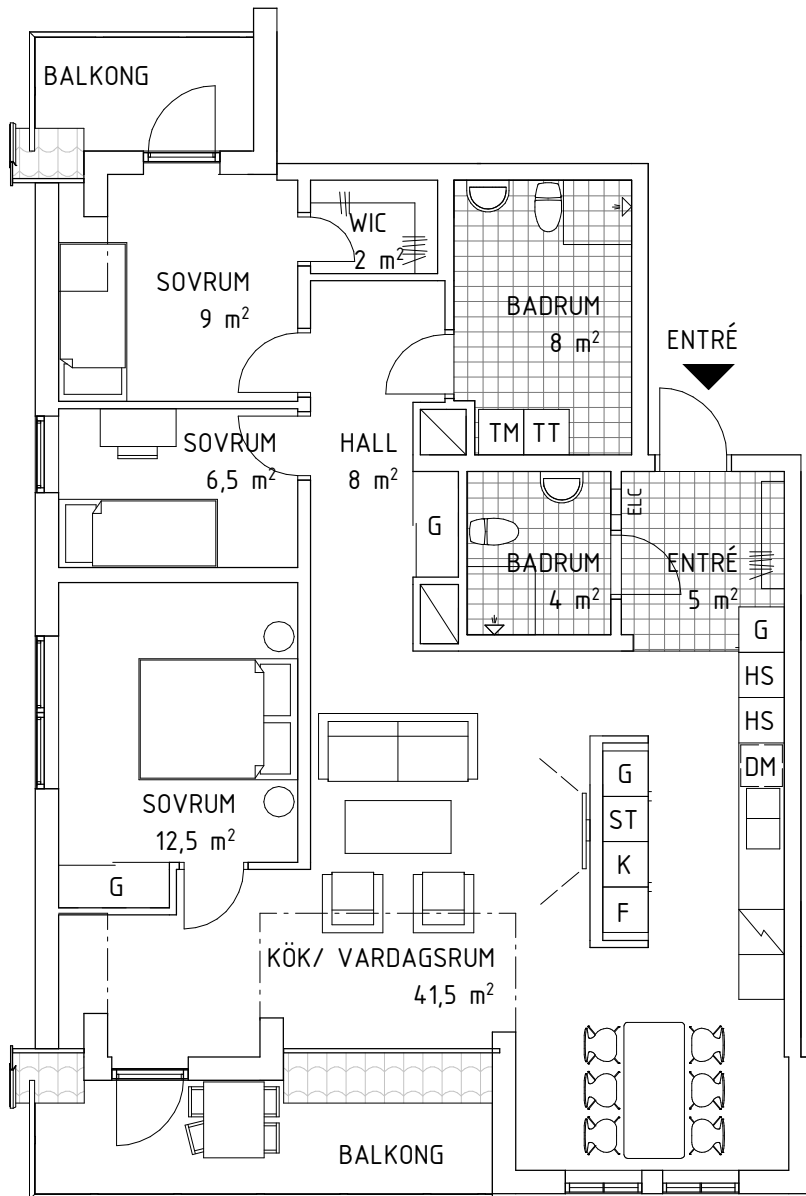 BALKONG
WIC
2 m²
SOVRUM
9 m²
BADRUM
8 m²
ENTRÉ
TM TT
SOVRUM
6,5 m²
HALL
8 m²
ELC
G
BADRUM
4 m²
ENTRÉ
5 m²
G
HS
HS
DM
G
ST
K
F
SOVRUM
12,5 m²
G
KÖK/ VARDAGSRUM
41,5 m²
BALKONG